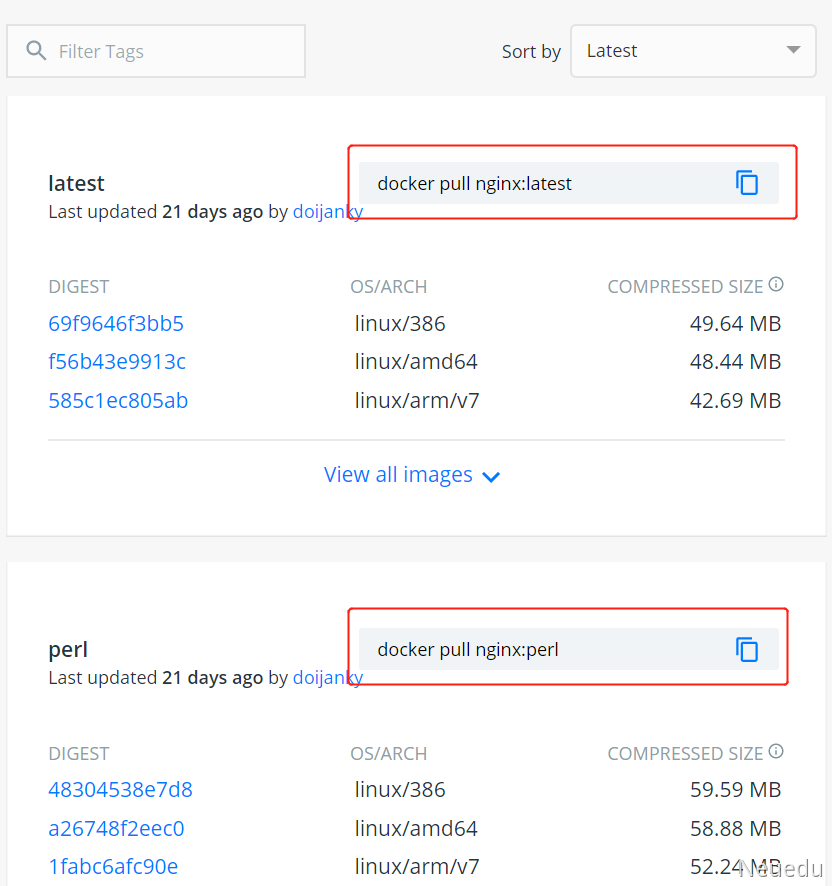 Filter Tags
Sort by
Latest
latest
docker pull nginx:latest
Last updated 21 days ago by doijanky
DIGEST OS/ARCH COMPRESSED SIZE
69f9646f3bb5 linux/386 49.64 MB
f56b43e9913c linux/amd64 48.44 MB
585c1ec805ab linux/arm/v7 42.69 MB
View all images
perl
docker pull nginx:perl
Last updated 21 days ago by doijanky
DIGEST OS/ARCH COMPRESSED SIZE
48304538e7d8 linux/386 59.59 MB
a26748f2eec0 linux/amd64 58.88 MB
1fabc6afc90e linux/arm/v7 52.24 MB
Neuedu